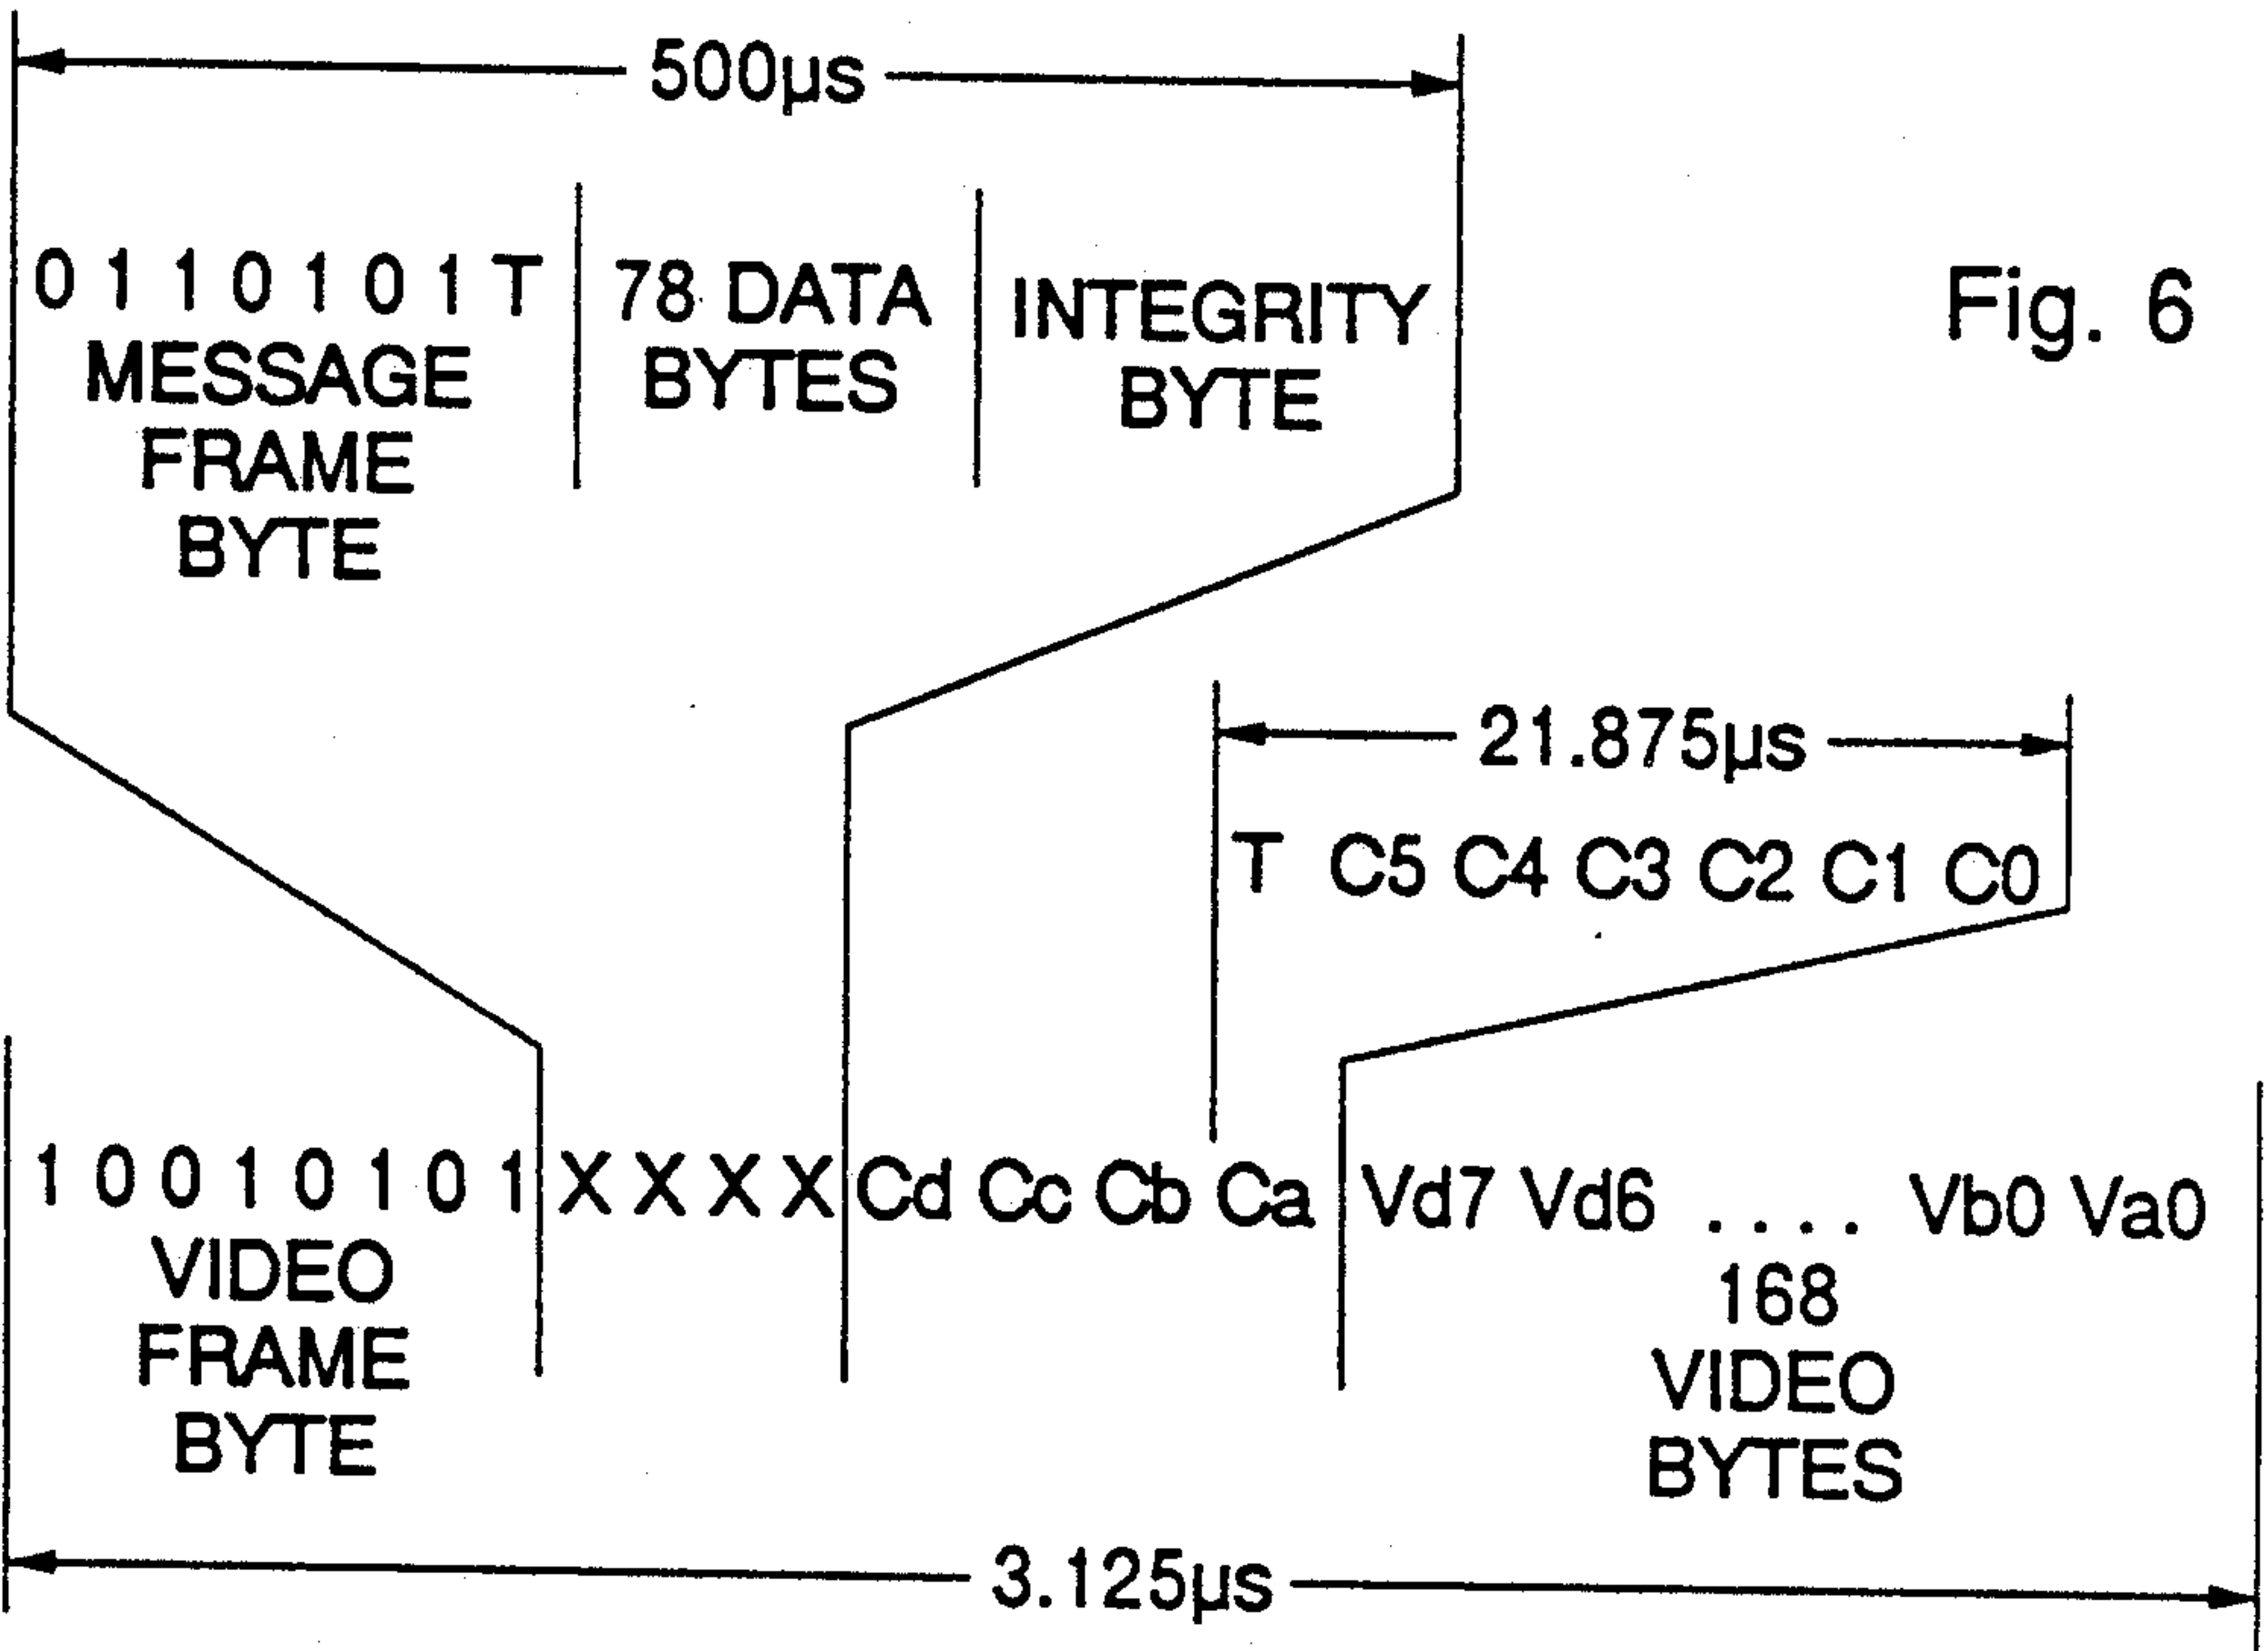 500µs
0 1 1 0 1 0 1 T
MESSAGE
FRAME
BYTE
78 DATA
BYTES
INTEGRITY
BYTE
Fig. 6
21.875µs
T C5 C4 C3 C2 C1 C0
1 0 0 1 0 1 0 1 X X X X Cd Cc Cb Ca Vd7 Vd6 .... Vb0 Va0
VIDEO
FRAME
BYTE
168
VIDEO
BYTES
3.125µs